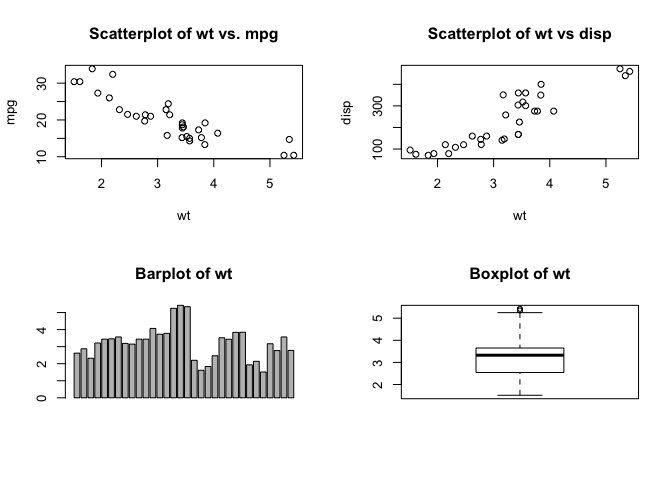 Scatterplot of wt vs. mpg
mpg
30
20
10
2 3 4 5
wt
Scatterplot of wt vs disp
disp
300
100
2 3 4 5
wt
Barplot of wt
4
2
0
Boxplot of wt
5
4
3
2